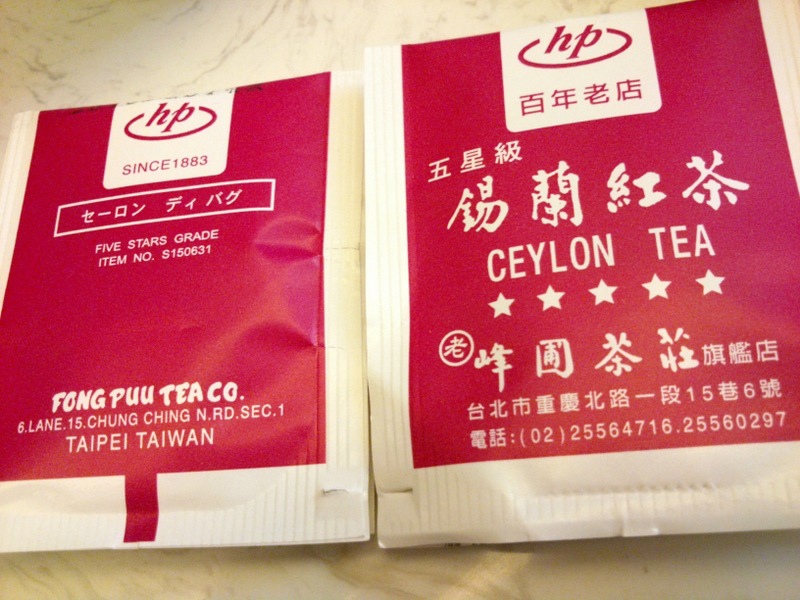 hp
SINCE1883
セーロン ディ バグ
FIVE STARS GRADE
ITEM NO. S150631
FONG PUU TEA CO.
6.LANE.15.CHUNG CHING N.RD.SEC.1
TAIPEI TAIWAN
hp
百年老店
五星級
錫蘭紅茶
CEYLON TEA
老 峰圃茶莊旗艦店
台北市重慶北路一段15巷6號
電話:(02)25564716.25560297